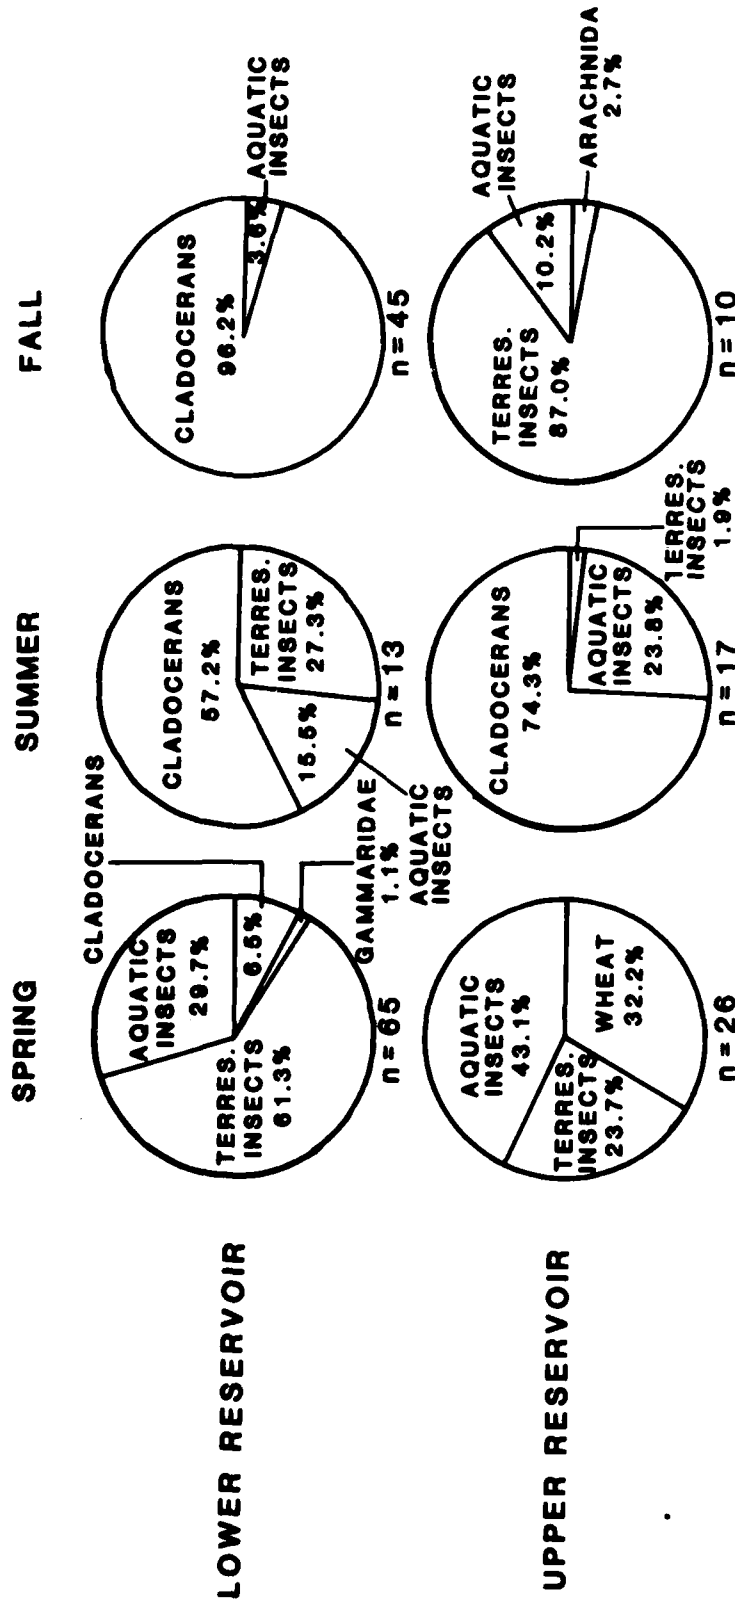 SPRING
SUMMER
FALL
LOWER RESERVOIR
AQUATIC
INSECTS
29.7%
CLADOCERANS
6.5%
GAMMARIDAE
1.1%
TERRES.
INSECTS
61.3%
n=65
CLADOCERANS
57.2%
TERRES.
INSECTS
27.3%
15.5%
AQUATIC
INSECTS
n=13
CLADOCERANS
96.2%
3.6%
AQUATIC
INSECTS
n=45
UPPER RESERVOIR
AQUATIC
INSECTS
43.1%
TERRES.
INSECTS
23.7%
WHEAT
32.2%
n=26
CLADOCERANS
74.3%
AQUATIC
INSECTS
23.8%
TERRES.
INSECTS
1.9%
n=17
TERRES.
INSECTS
87.0%
AQUATIC
INSECTS
10.2%
ARACHNIDA
2.7%
n=10